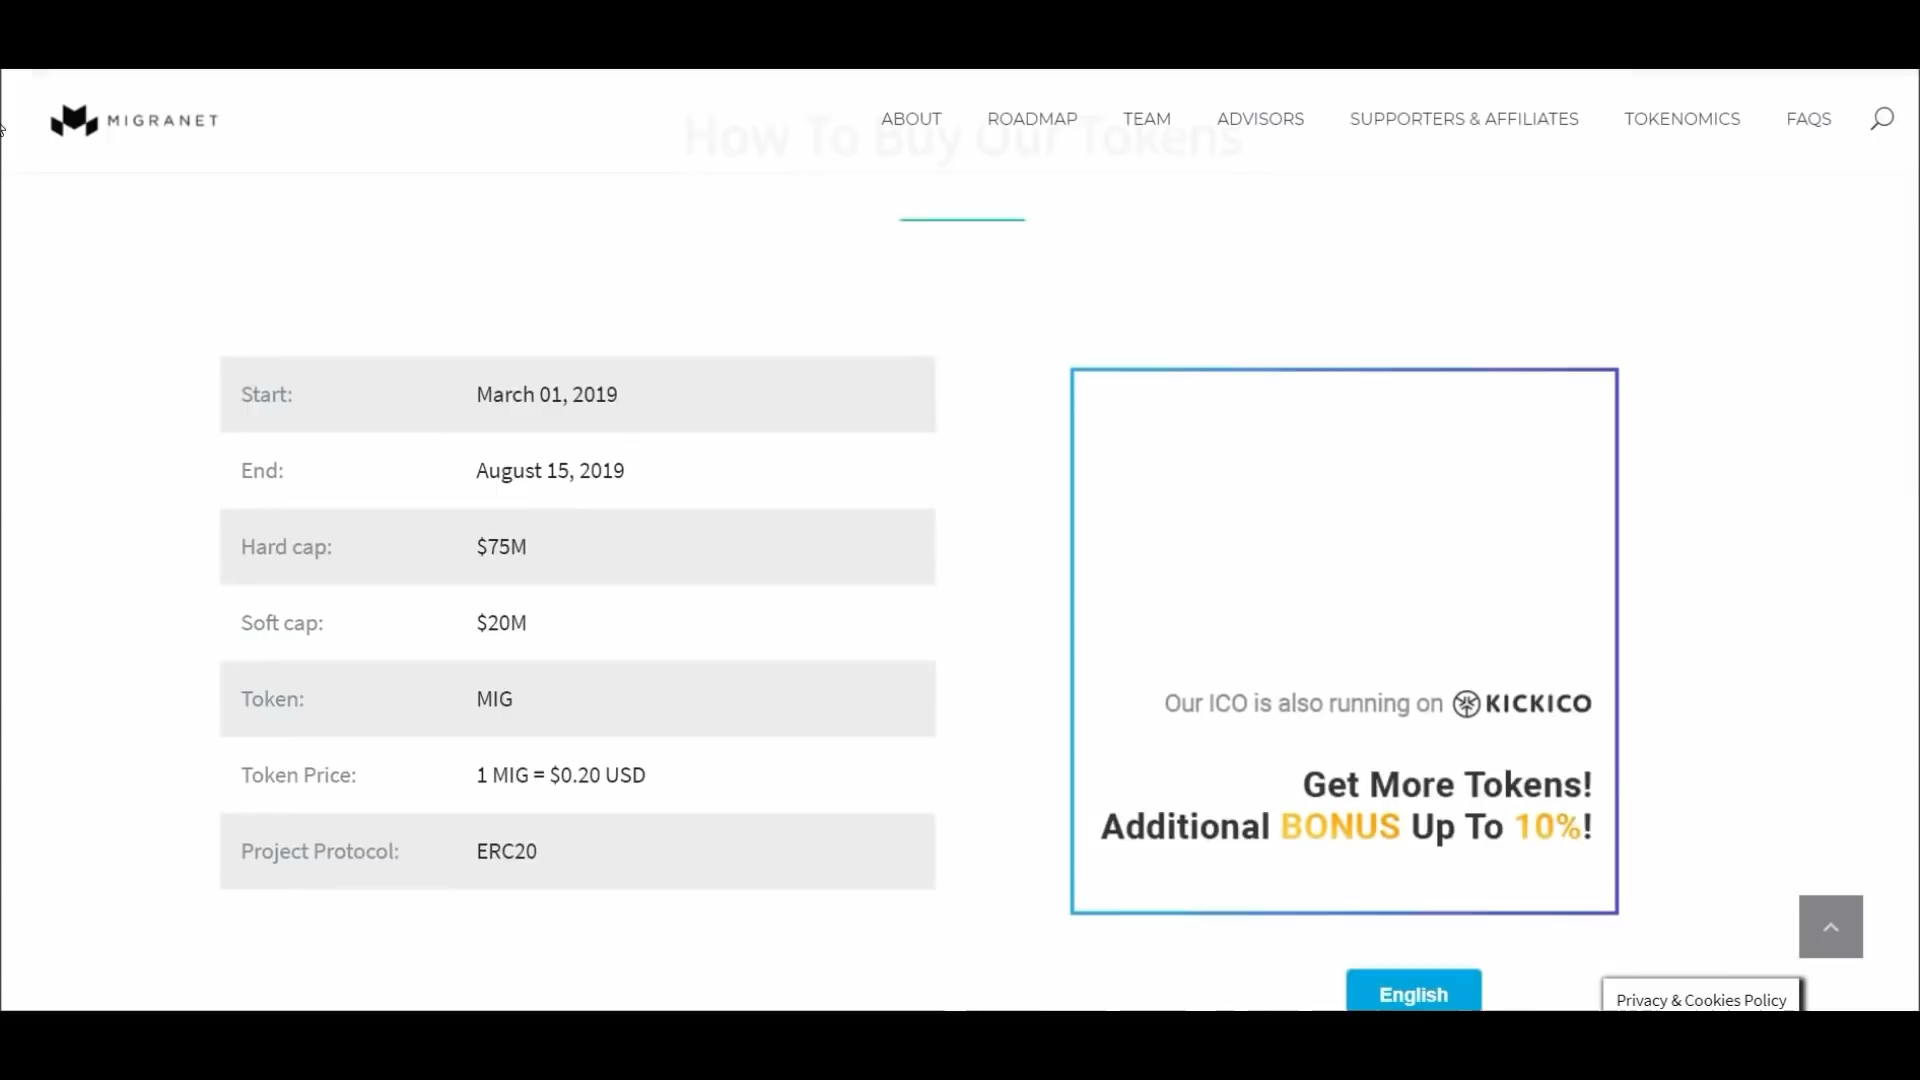 MIGRANET
ABOUT ROADMAP TEAM ADVISORS SUPPORTERS & AFFILIATES TOKENOMICS FAQS
How To Buy Our Tokens
Start: March 01, 2019
End: August 15, 2019
Hard cap: $75M
Soft cap: $20M
Token: MIG
Token Price: 1 MIG = $0.20 USD
Project Protocol: ERC20
Our ICO is also running on KICKICO
Get More Tokens!
Additional BONUS Up To 10%!
English
Privacy & Cookies Policy